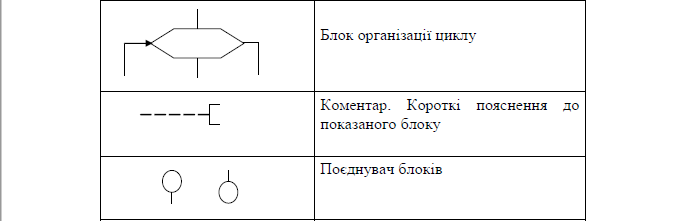 Блок організації циклу
Коментар. Короткі пояснення до
показаного блоку
Поєднувач блоків